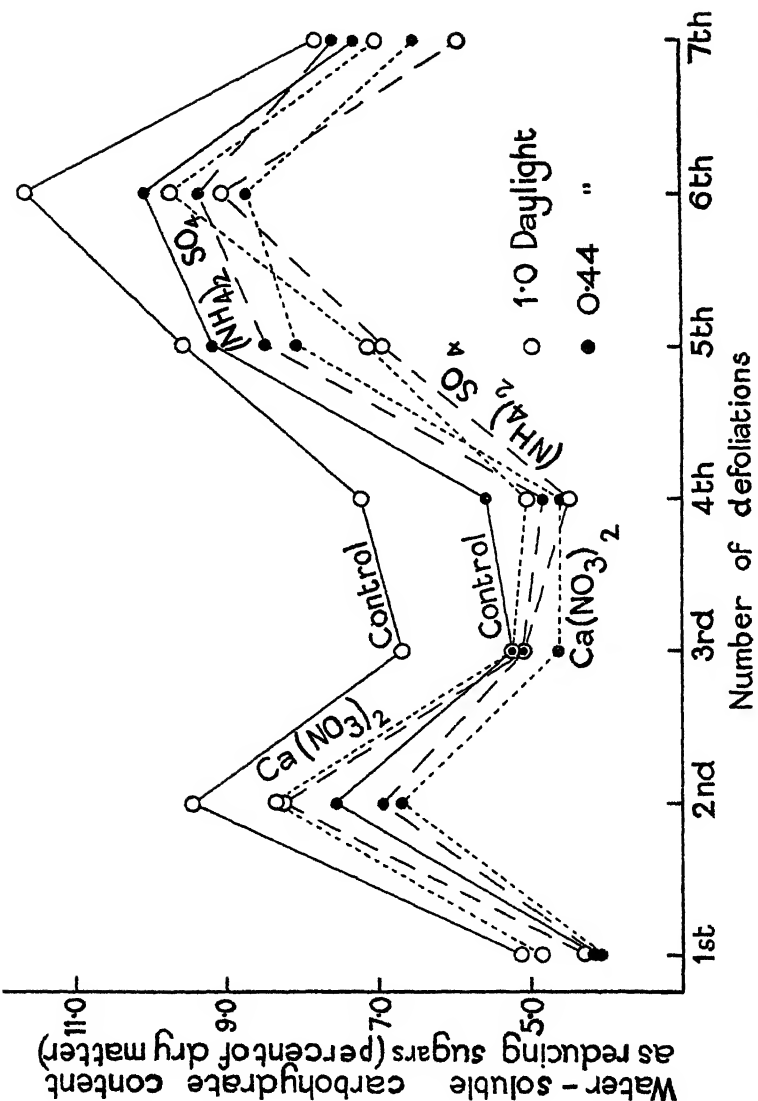 Water-soluble carbohydrate content
as reducing sugars (percent of dry matter)
11·0
9·0
7·0
5·0
Control
Ca(NO3)2
Control
Ca(NO3)2
(NH4)2 SO4
(NH4)2 SO4
1·0 Daylight
0·44 "
1st
2nd
3rd
4th
5th
6th
7th
Number of defoliations